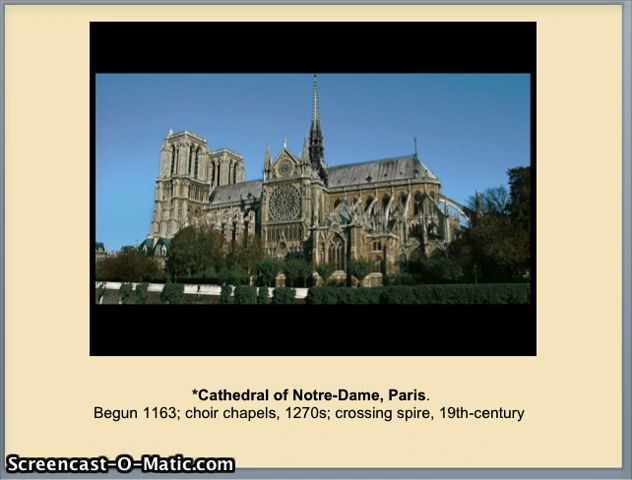 *Cathedral of Notre-Dame, Paris.
Begun 1163; choir chapels, 1270s; crossing spire, 19th-century
Screencast-O-Matic.com